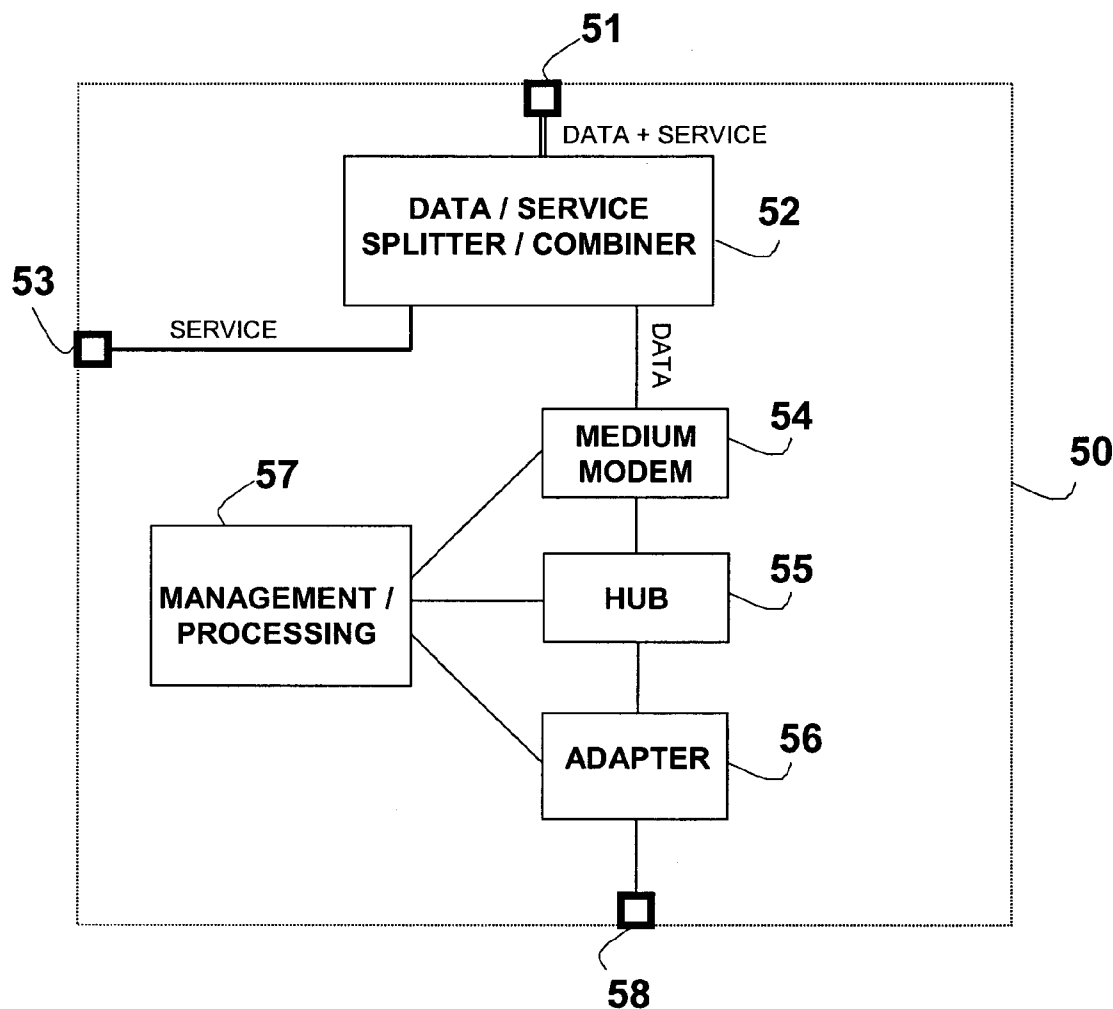 51
DATA + SERVICE
DATA / SERVICE
SPLITTER / COMBINER
52
53
SERVICE
DATA
MEDIUM
MODEM
54
50
57
MANAGEMENT /
PROCESSING
HUB
55
ADAPTER
56
58